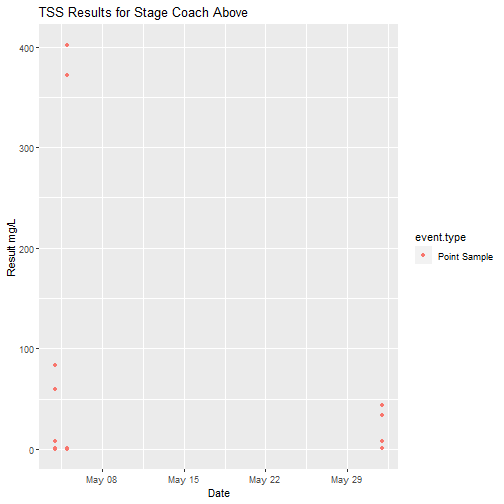 TSS Results for Stage Coach Above
400
300
200
100
0
Result mg/L
May 08 May 15 May 22 May 29
Date
event.type
Point Sample